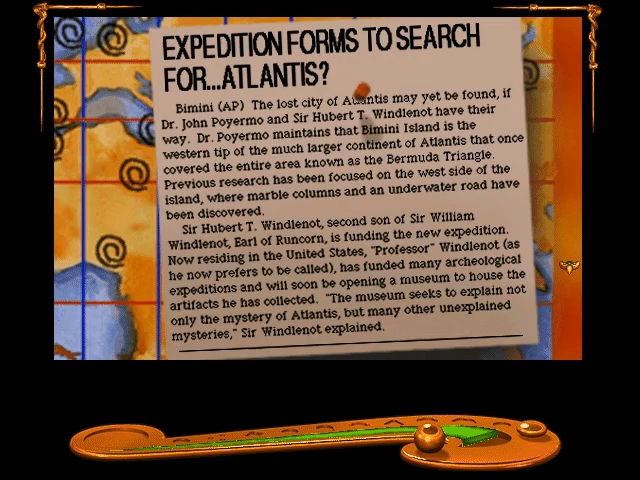 EXPEDITION FORMS TO SEARCH
FOR...ATLANTIS?
Bimini (AP) The lost city of Atlantis may yet be found, if
Dr. John Poyermo and Sir Hubert T. Windlenot have their
way. Dr. Poyermo maintains that Bimini Island is the
western tip of the much larger continent of Atlantis that once
covered the entire area known as the Bermuda Triangle.
Previous research has been focused on the west side of the
island, where marble columns and an underwater road have
been discovered.
Sir Hubert T. Windlenot, second son of Sir William
Windlenot, Earl of Runcorn, is funding the new expedition.
Now residing in the United States, "Professor" Windlenot (as
he now prefers to be called), has funded many archeological
expeditions and will soon be opening a museum to house the
artifacts he has collected. "The museum seeks to explain not
only the mystery of Atlantis, but many other unexplained
mysteries," Sir Windlenot explained.